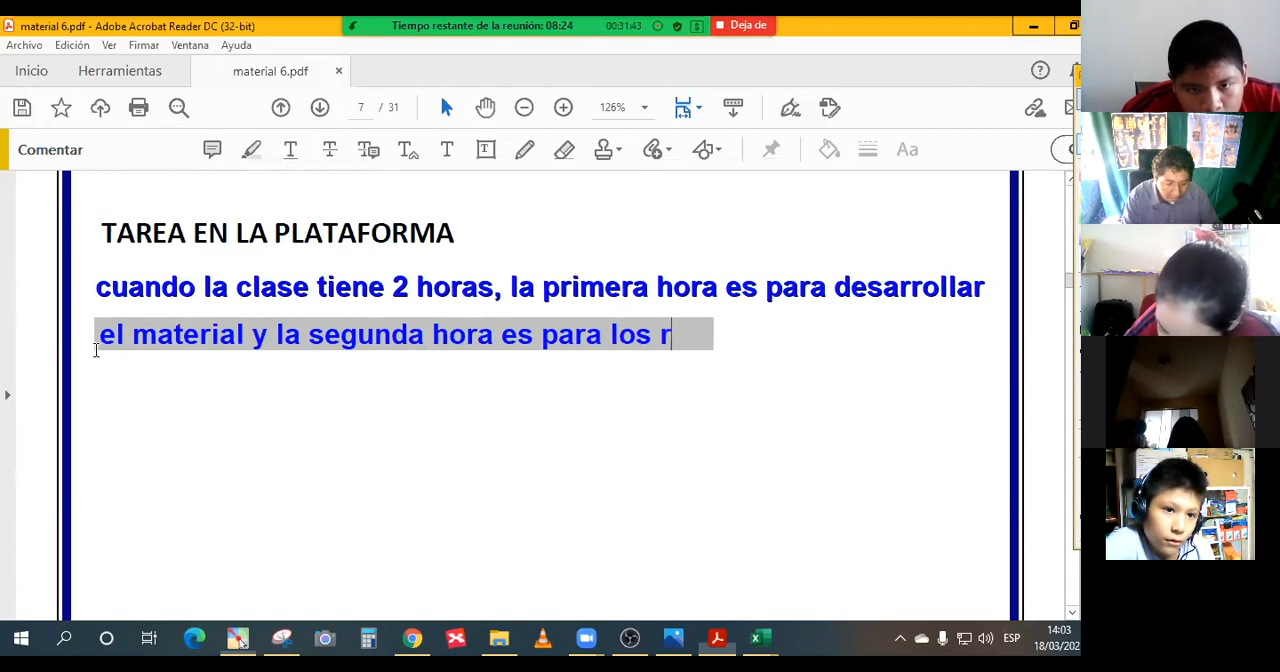 material 6.pdf - Adobe Acrobat Reader DC (32-bit)
Tiempo restante de la reunión: 08:24
00:31:43
Deja de
Archivo Edición Ver Firmar Ventana Ayuda
Inicio Herramientas material 6.pdf ×
7 / 31
126%
Comentar
Aa
TAREA EN LA PLATAFORMA
cuando la clase tiene 2 horas, la primera hora es para desarrollar
el material y la segunda hora es para los r
ESP
14:03
18/03/202